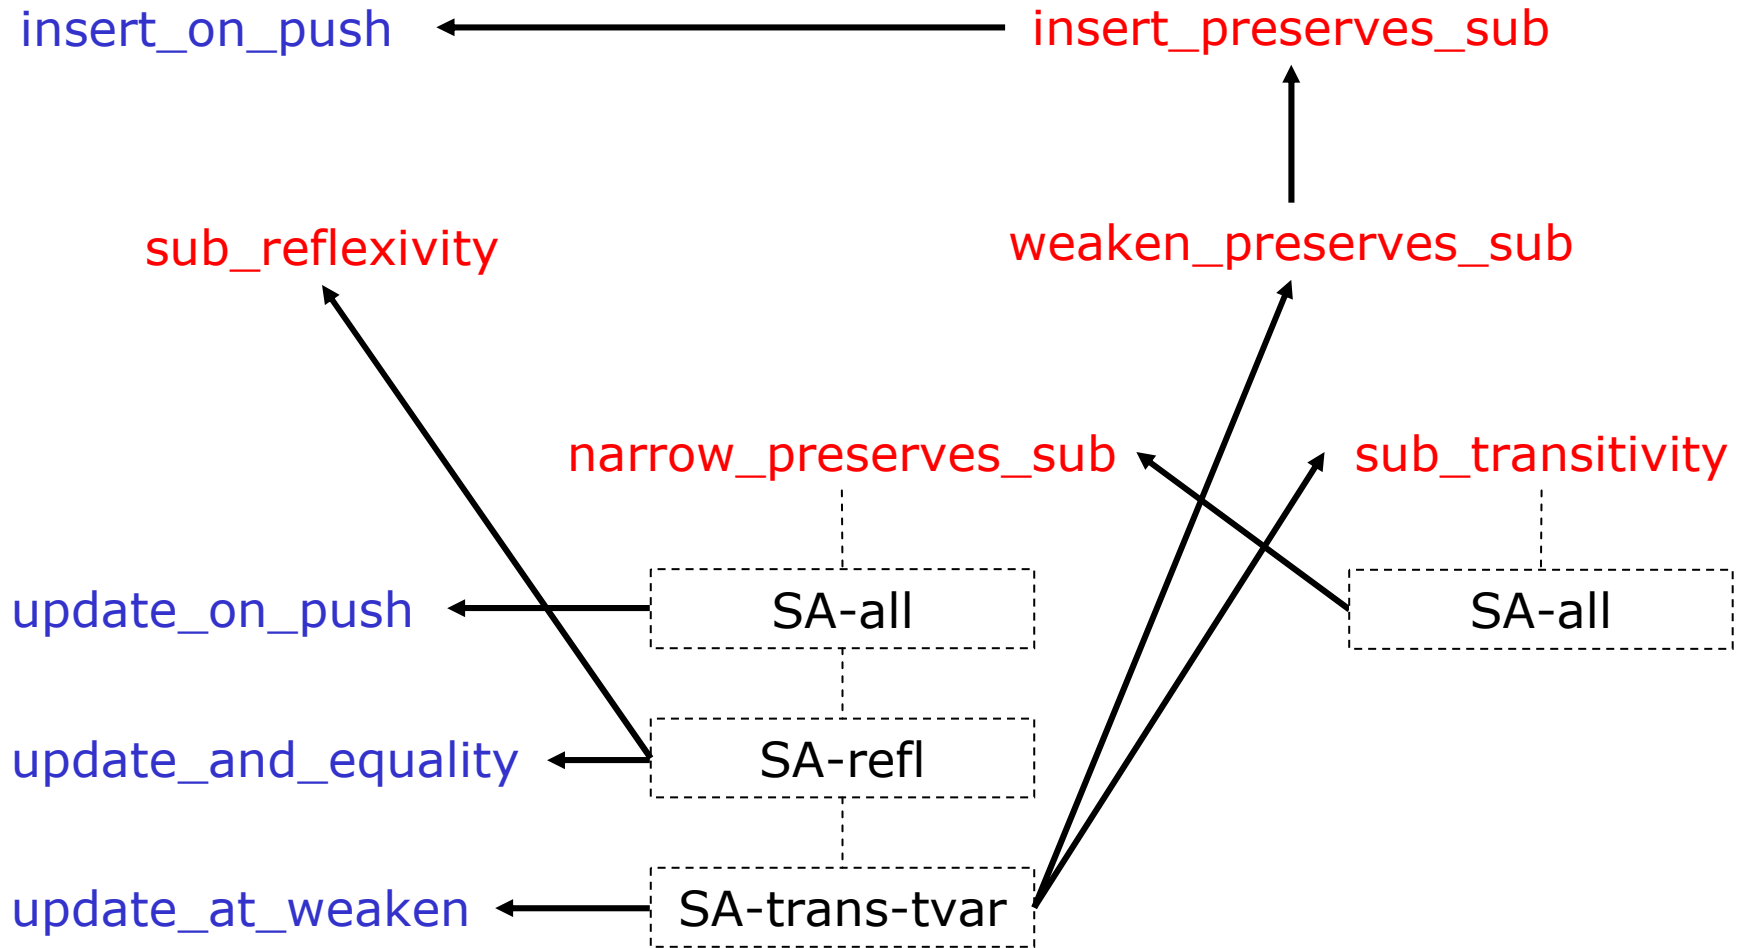 insert_on_push
insert_preserves_sub
sub_reflexivity
weaken_preserves_sub
narrow_preserves_sub
sub_transitivity
update_on_push
SA-all
SA-all
update_and_equality
SA-refl
update_at_weaken
SA-trans-tvar